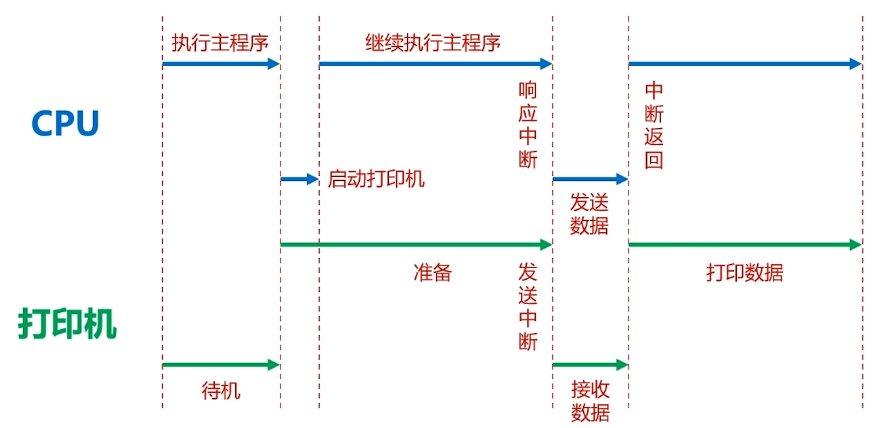 执行主程序
继续执行主程序
CPU
响应中断
中断返回
启动打印机
发送
数据
准备
发送中断
打印数据
打印机
待机
接收
数据